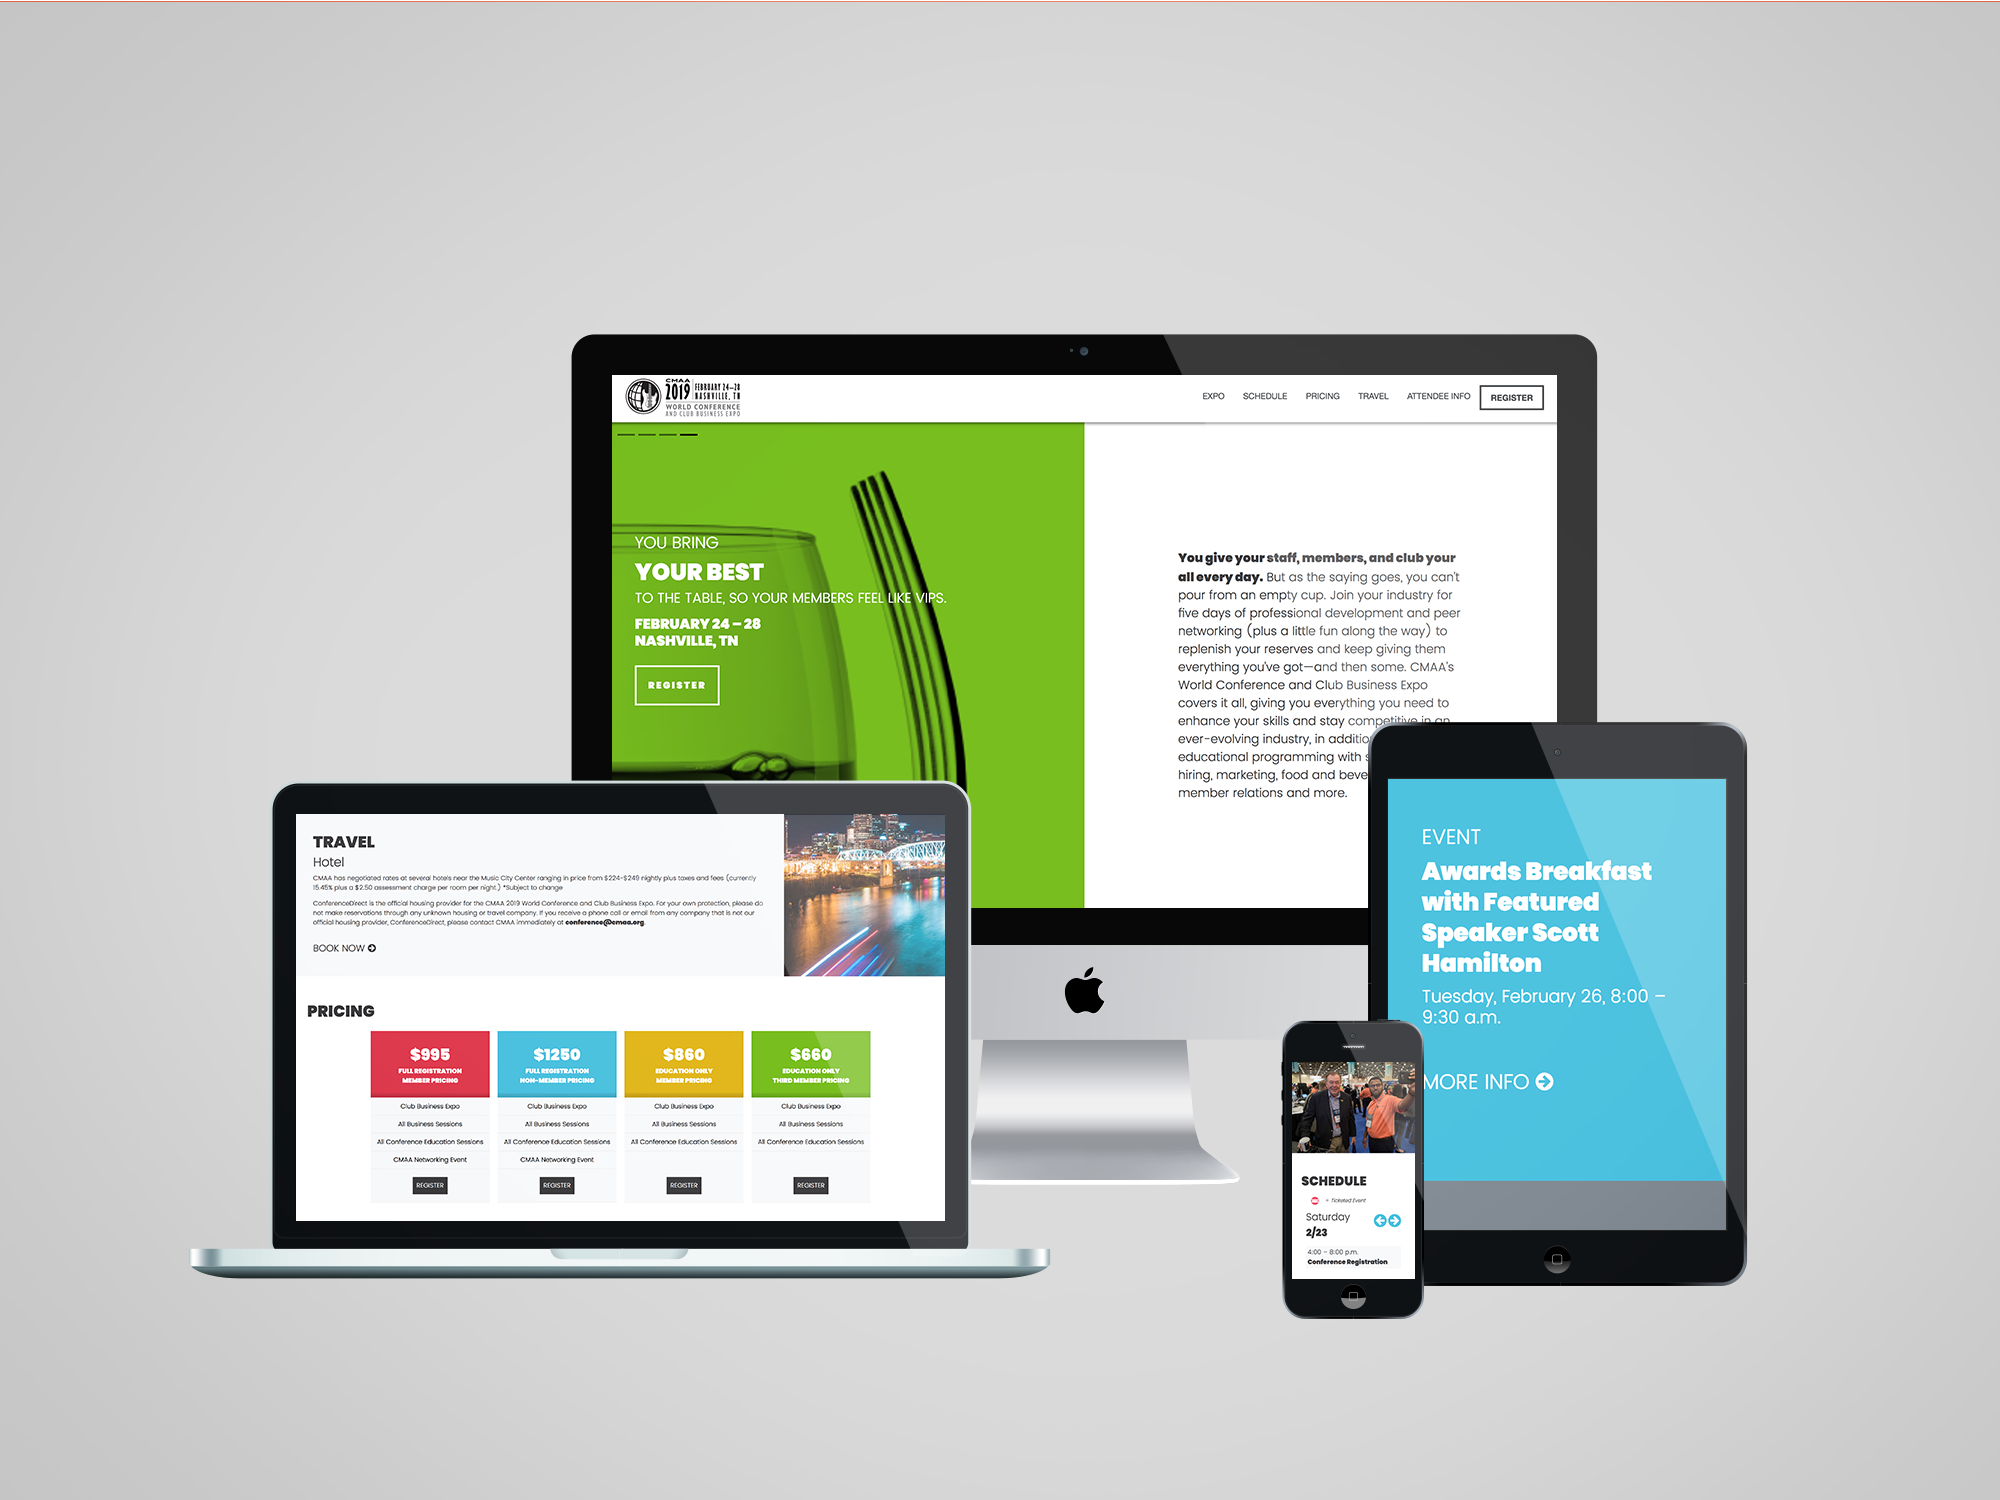 CMAA
2019
FEBRUARY 24–28
NASHVILLE, TN
WORLD CONFERENCE
AND CLUB BUSINESS EXPO
EXPO
SCHEDULE
PRICING
TRAVEL
ATTENDEE INFO
REGISTER
YOU BRING
YOUR BEST
TO THE TABLE, SO YOUR MEMBERS FEEL LIKE VIPS.
FEBRUARY 24 – 28
NASHVILLE, TN
REGISTER
You give your staff, members, and club your
all every day. But as the saying goes, you can't
pour from an empty cup. Join your industry for
five days of professional development and peer
networking (plus a little fun along the way) to
replenish your reserves and keep giving them
everything you've got—and then some. CMAA's
World Conference and Club Business Expo
covers it all, giving you everything you need to
enhance your skills and stay competitive in an
ever-evolving industry, in additio
educational programming with s
hiring, marketing, food and beve
member relations and more.
TRAVEL
Hotel
CMAA has negotiated rates at several hotels near the Music City Center ranging in price from $224-$249 nightly plus taxes and fees (currently
15.45% plus a $2.50 assessment charge per room per night.) *Subject to change
ConferenceDirect is the official housing provider for the CMAA 2019 World Conference and Club Business Expo. For your own protection, please do
not make reservations through any unknown housing or travel company. If you receive a phone call or email from any company that is not our
official housing provider, ConferenceDirect, please contact CMAA immediately at conference@cmaa.org.
BOOK NOW
PRICING
$995
FULL REGISTRATION
MEMBER PRICING
Club Business Expo
All Business Sessions
All Conference Education Sessions
CMAA Networking Event
REGISTER
$1250
FULL REGISTRATION
NON-MEMBER PRICING
Club Business Expo
All Business Sessions
All Conference Education Sessions
CMAA Networking Event
REGISTER
$860
EDUCATION ONLY
MEMBER PRICING
Club Business Expo
All Business Sessions
All Conference Education Sessions
REGISTER
$660
EDUCATION ONLY
THIRD MEMBER PRICING
Club Business Expo
All Business Sessions
All Conference Education Sessions
REGISTER
EVENT
Awards Breakfast
with Featured
Speaker Scott
Hamilton
Tuesday, February 26, 8:00 –
9:30 a.m.
MORE INFO
SCHEDULE
= Ticketed Event
Saturday
2/23
4:00 – 8:00 p.m.
Conference Registration